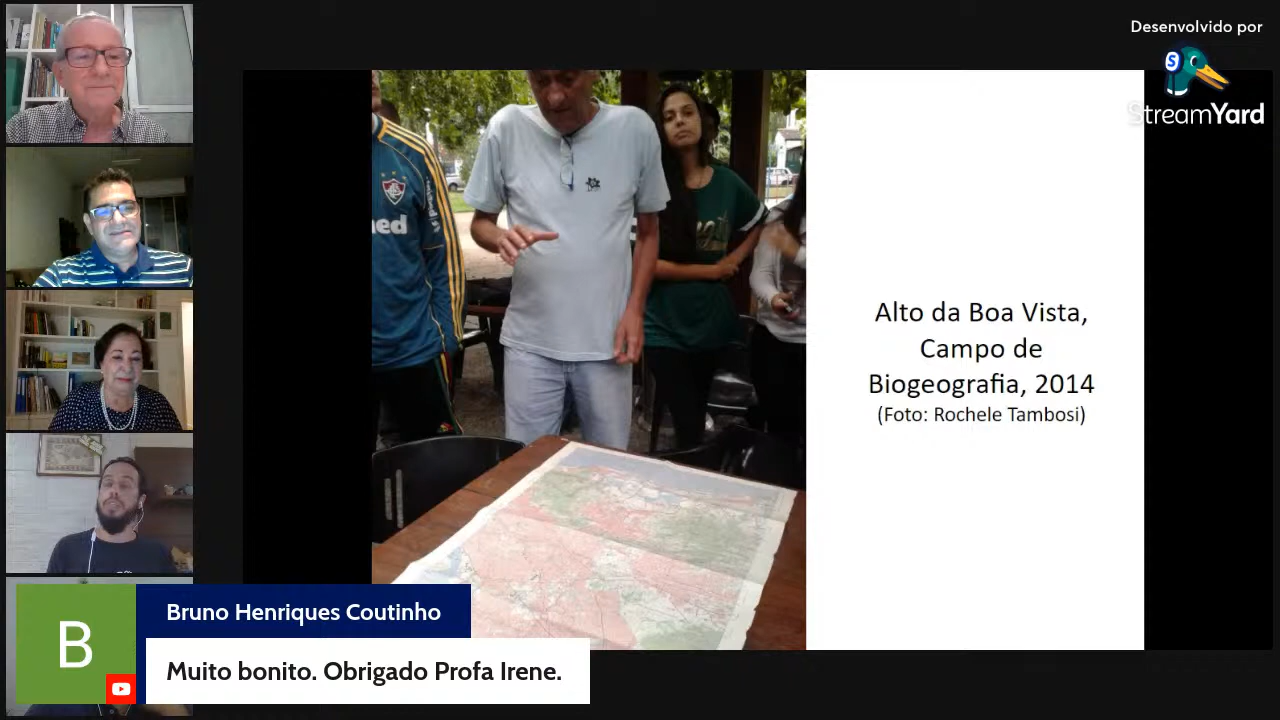 Desenvolvido por
StreamYard
Alto da Boa Vista,
Campo de
Biogeografia, 2014
(Foto: Rochele Tambosi)
B
Bruno Henriques Coutinho
Muito bonito. Obrigado Profa Irene.